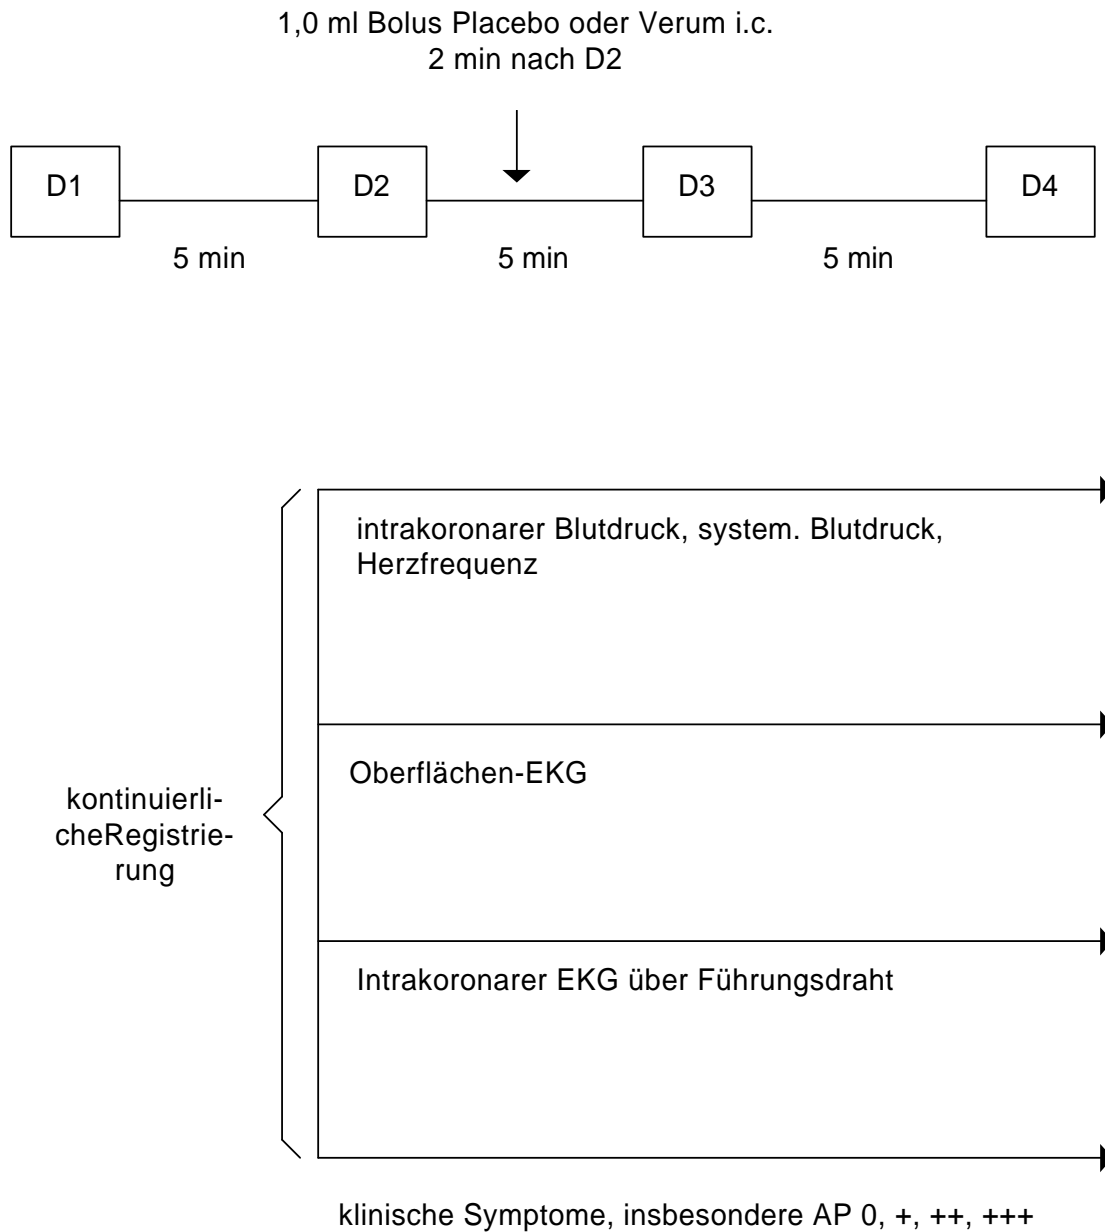 1,0 ml Bolus Placebo oder Verum i.c.
2 min nach D2
D1
D2
D3
D4
5 min
5 min
5 min
intrakoronarer Blutdruck, system. Blutdruck,
Herzfrequenz
Oberflächen-EKG
kontinuierli-
cheRegistrie-
rung
Intrakoronarer EKG über Führungsdraht
klinische Symptome, insbesondere AP 0, +, ++, +++